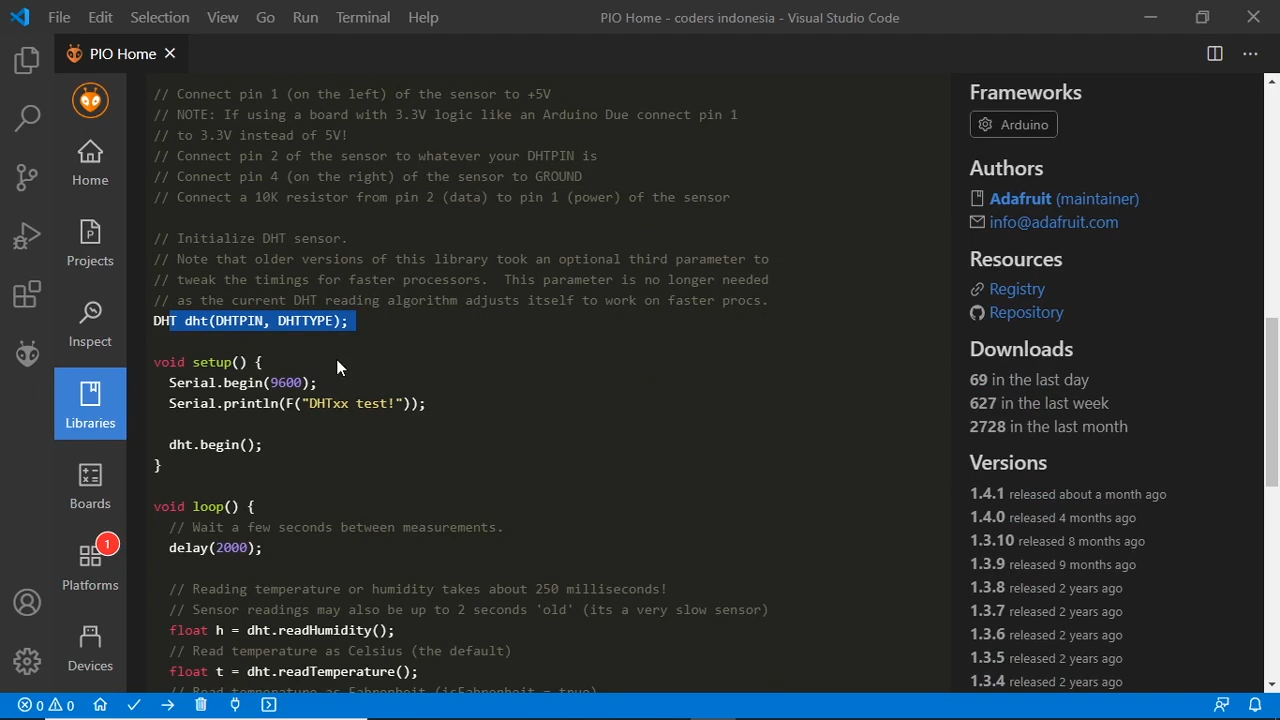 File Edit Selection View Go Run Terminal Help
PIO Home - coders indonesia - Visual Studio Code
PIO Home
Home
Projects
Inspect
Libraries
Boards
1
Platforms
Devices
// Connect pin 1 (on the left) of the sensor to +5V
// NOTE: If using a board with 3.3V logic like an Arduino Due connect pin 1
// to 3.3V instead of 5V!
// Connect pin 2 of the sensor to whatever your DHTPIN is
// Connect pin 4 (on the right) of the sensor to GROUND
// Connect a 10K resistor from pin 2 (data) to pin 1 (power) of the sensor
// Initialize DHT sensor.
// Note that older versions of this library took an optional third parameter to
// tweak the timings for faster processors.  This parameter is no longer needed
// as the current DHT reading algorithm adjusts itself to work on faster procs.
DHT dht(DHTPIN, DHTTYPE);
void setup() {
  Serial.begin(9600);
  Serial.println(F("DHTxx test!"));
  dht.begin();
}
void loop() {
  // Wait a few seconds between measurements.
  delay(2000);
  // Reading temperature or humidity takes about 250 milliseconds!
  // Sensor readings may also be up to 2 seconds 'old' (its a very slow sensor)
  float h = dht.readHumidity();
  // Read temperature as Celsius (the default)
  float t = dht.readTemperature();
  // Read temperature as Fahrenheit (isFahrenheit = true)
Frameworks
Arduino
Authors
Adafruit (maintainer)
info@adafruit.com
Resources
Registry
Repository
Downloads
69 in the last day
627 in the last week
2728 in the last month
Versions
1.4.1 released about a month ago
1.4.0 released 4 months ago
1.3.10 released 8 months ago
1.3.9 released 9 months ago
1.3.8 released 2 years ago
1.3.7 released 2 years ago
1.3.6 released 2 years ago
1.3.5 released 2 years ago
1.3.4 released 2 years ago
0 0